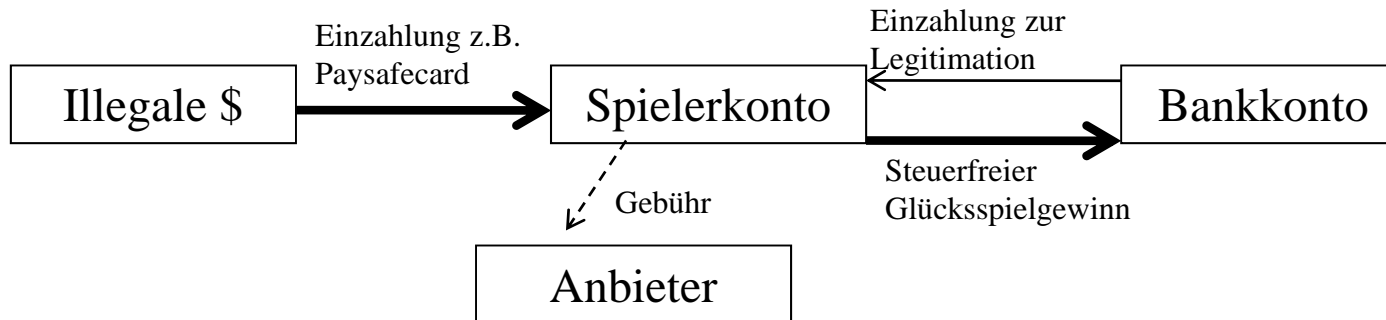 Einzahlung z.B.
Paysafecard
Einzahlung zur
Legitimation
Illegale $
Spielerkonto
Bankkonto
Steuerfreier
Glücksspielgewinn
Gebühr
Anbieter